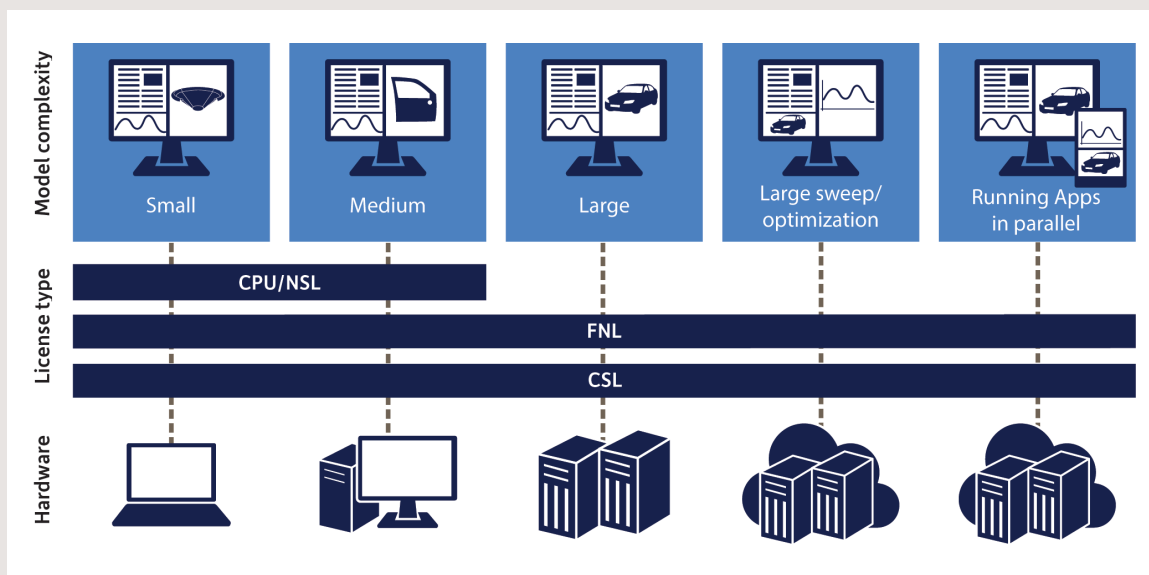 Model complexity
Small
Medium
Large
Large sweep/
optimization
Running Apps
in parallel
License type
CPU/NSL
FNL
CSL
Hardware